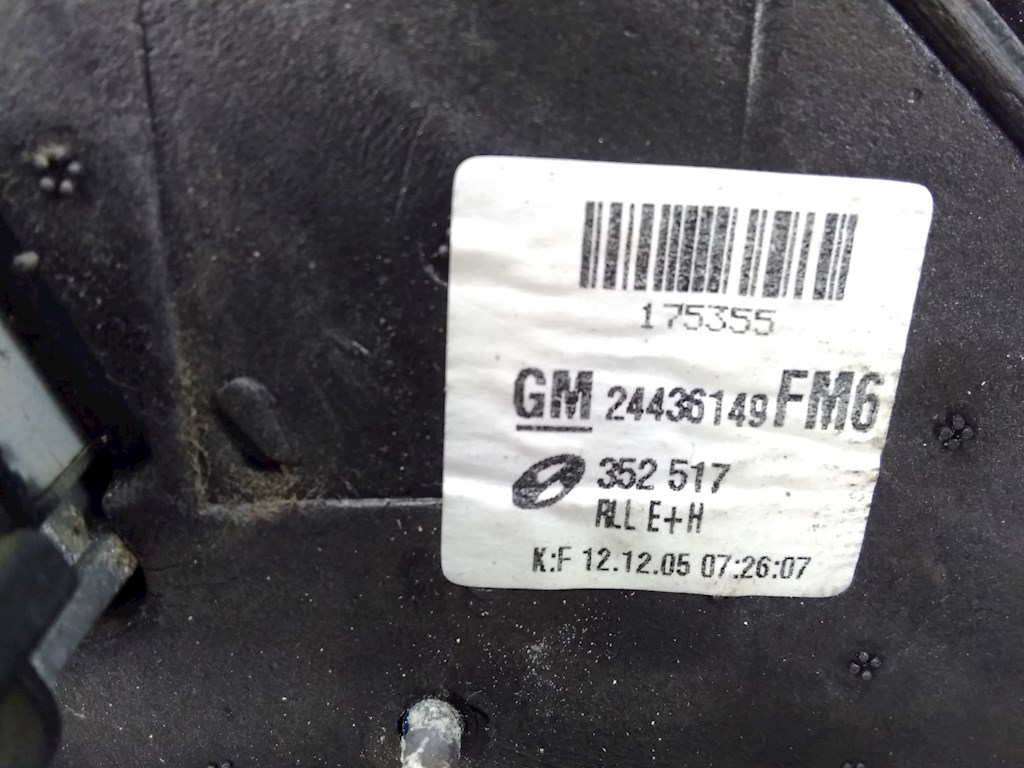 175355
GM 24436149 FM6
352 517
RLL E+H
K:F 12.12.05 07:26:07